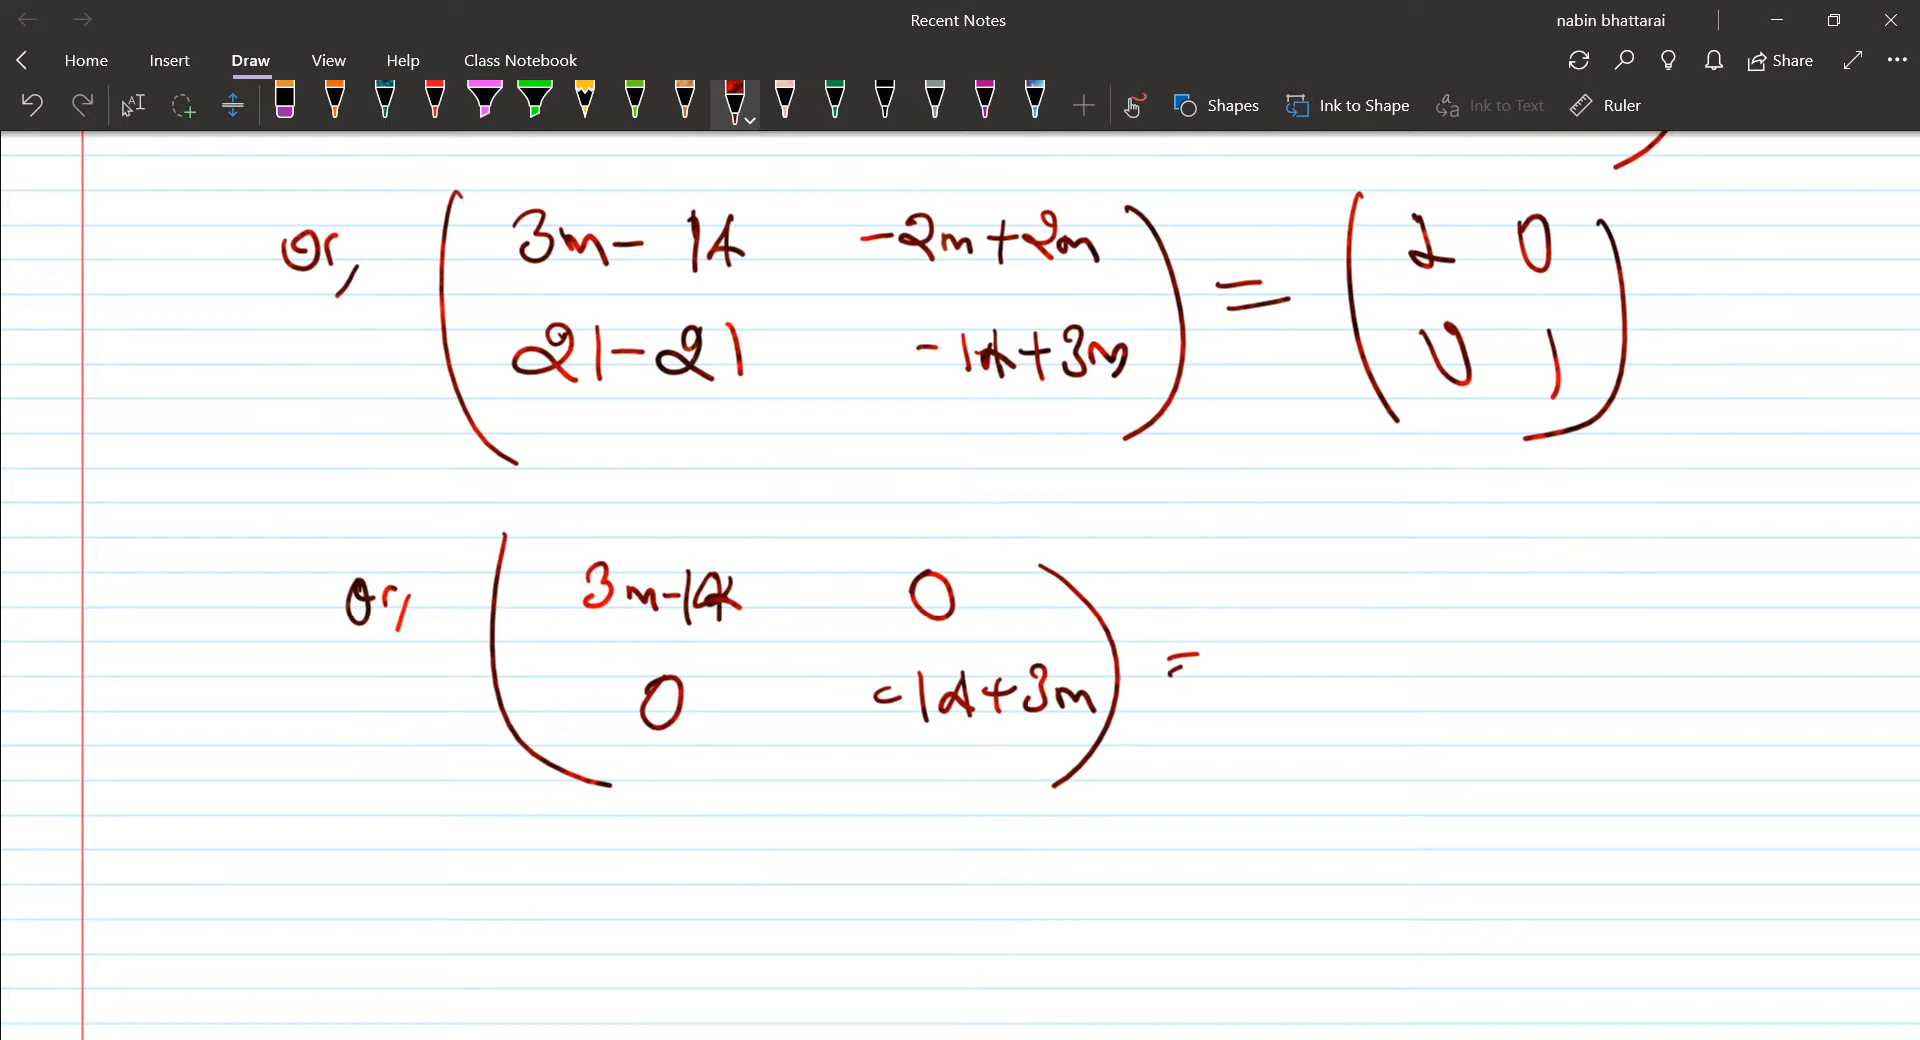 Recent Notes nabin bhattarai
Home Insert Draw View Help Class Notebook Share
Shapes Ink to Shape Ink to Text Ruler
Or, ( 3m - 14 -2m + 2m ) = ( 1 0 )
( 21 - 21 -14 + 3m ) ( 0 1 )
Or, ( 3m - 14 0 ) =
( 0 -14 + 3m )